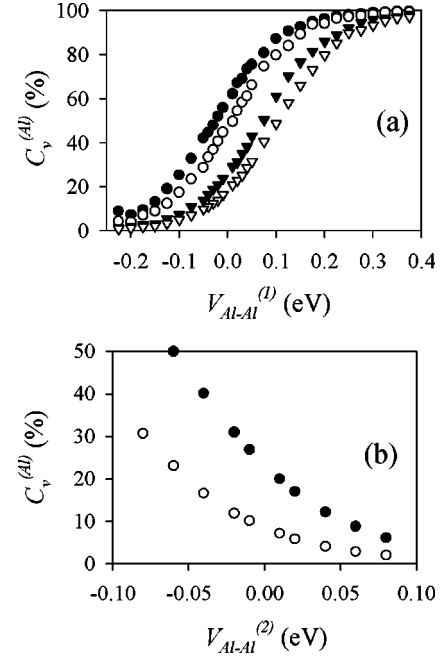 100
80
60
40
20
0
C_v^(Al) (%)
(a)
-0.2 -0.1 0.0 0.1 0.2 0.3 0.4
V_Al-Al^(1) (eV)
50
40
30
20
10
0
C_v^(Al) (%)
(b)
-0.10 -0.05 0.00 0.05 0.10
V_Al-Al^(2) (eV)